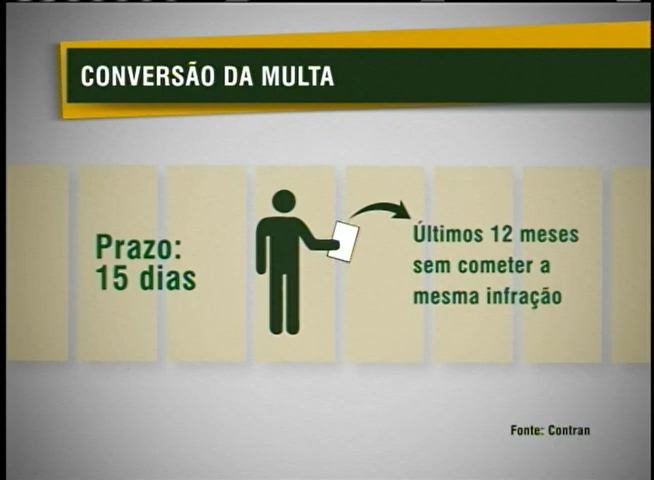 CONVERSÃO DA MULTA
Prazo:
15 dias
Últimos 12 meses
sem cometer a
mesma infração
Fonte: Contran